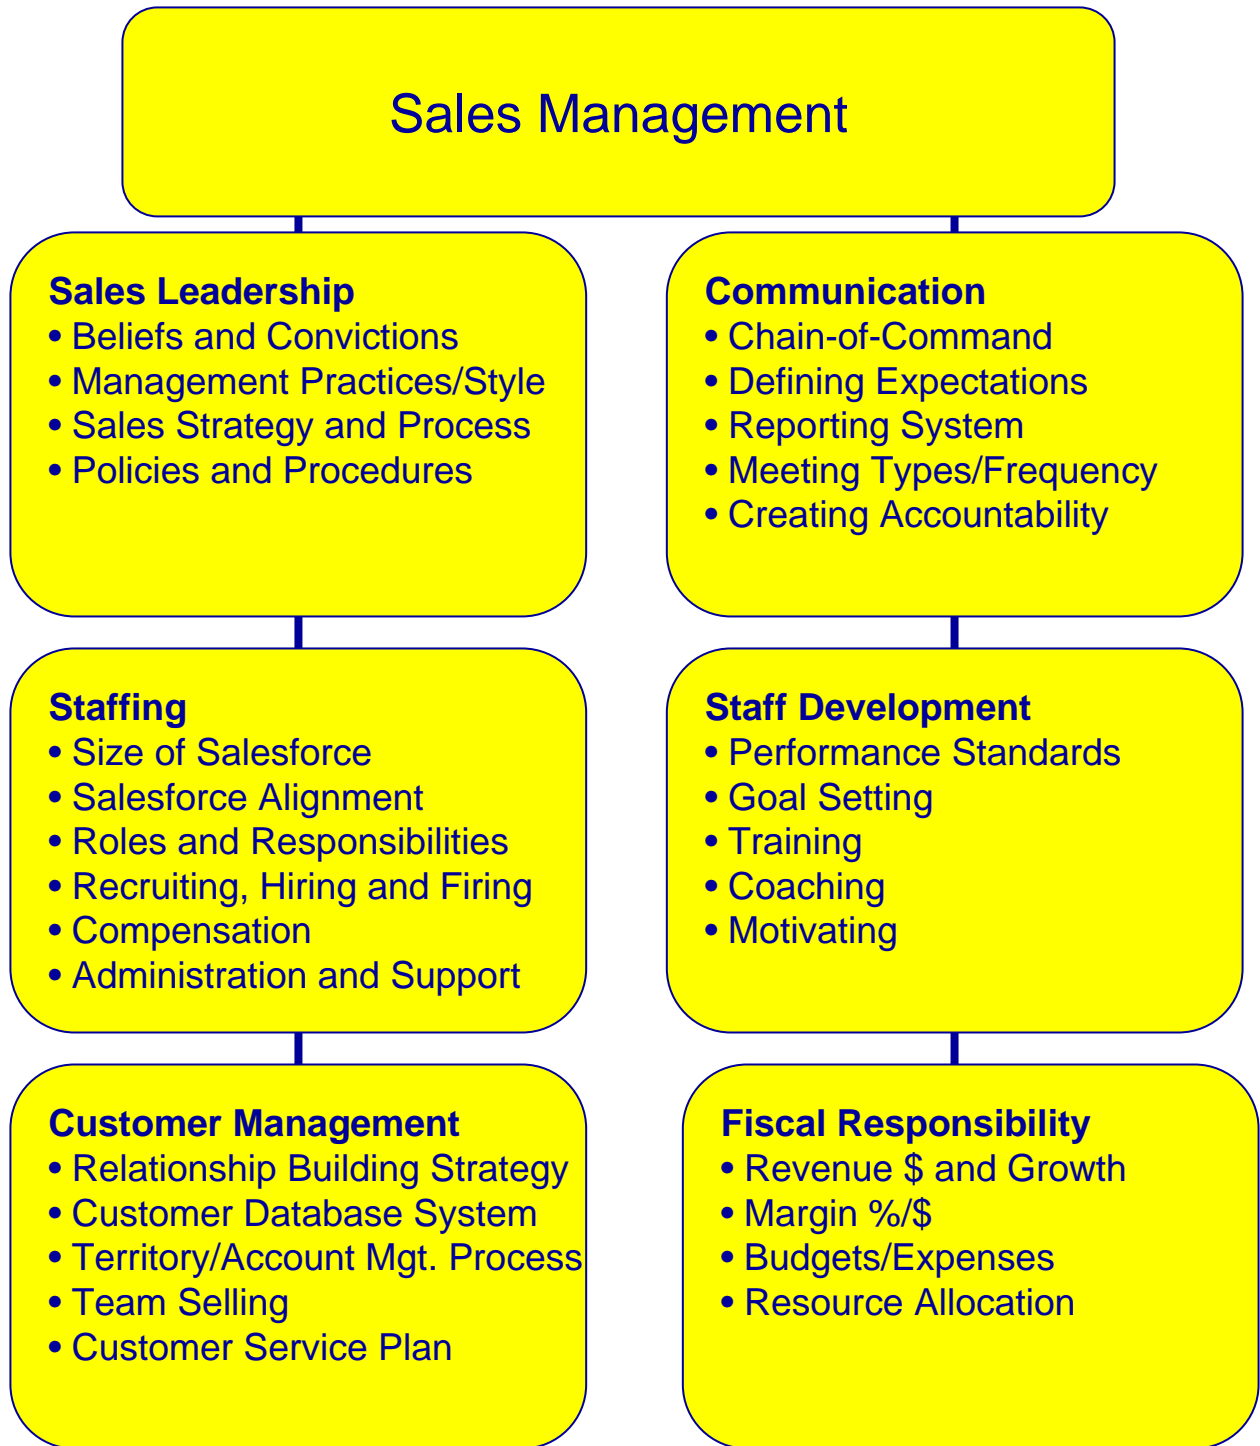 Sales Management
Sales Leadership
• Beliefs and Convictions
• Management Practices/Style
• Sales Strategy and Process
• Policies and Procedures
Communication
• Chain-of-Command
• Defining Expectations
• Reporting System
• Meeting Types/Frequency
• Creating Accountability
Staffing
• Size of Salesforce
• Salesforce Alignment
• Roles and Responsibilities
• Recruiting, Hiring and Firing
• Compensation
• Administration and Support
Staff Development
• Performance Standards
• Goal Setting
• Training
• Coaching
• Motivating
Customer Management
• Relationship Building Strategy
• Customer Database System
• Territory/Account Mgt. Process
• Team Selling
• Customer Service Plan
Fiscal Responsibility
• Revenue $ and Growth
• Margin %/$
• Budgets/Expenses
• Resource Allocation